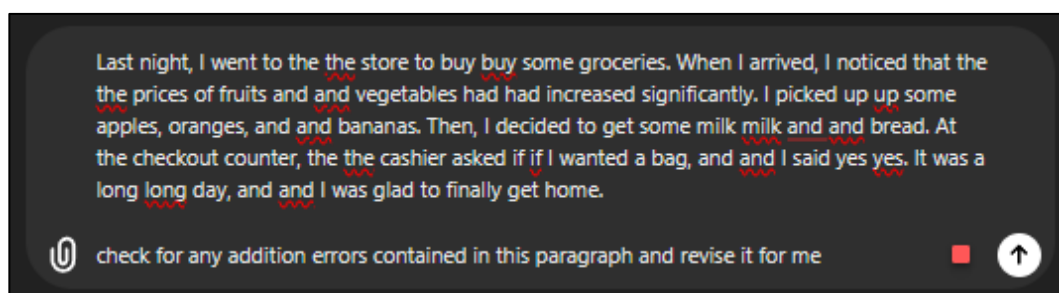 Last night, I went to the the store to buy buy some groceries. When I arrived, I noticed that the
the prices of fruits and and vegetables had had increased significantly. I picked up up some
apples, oranges, and and bananas. Then, I decided to get some milk milk and and bread. At
the checkout counter, the the cashier asked if if I wanted a bag, and and I said yes yes. It was a
long long day, and and I was glad to finally get home.
check for any addition errors contained in this paragraph and revise it for me